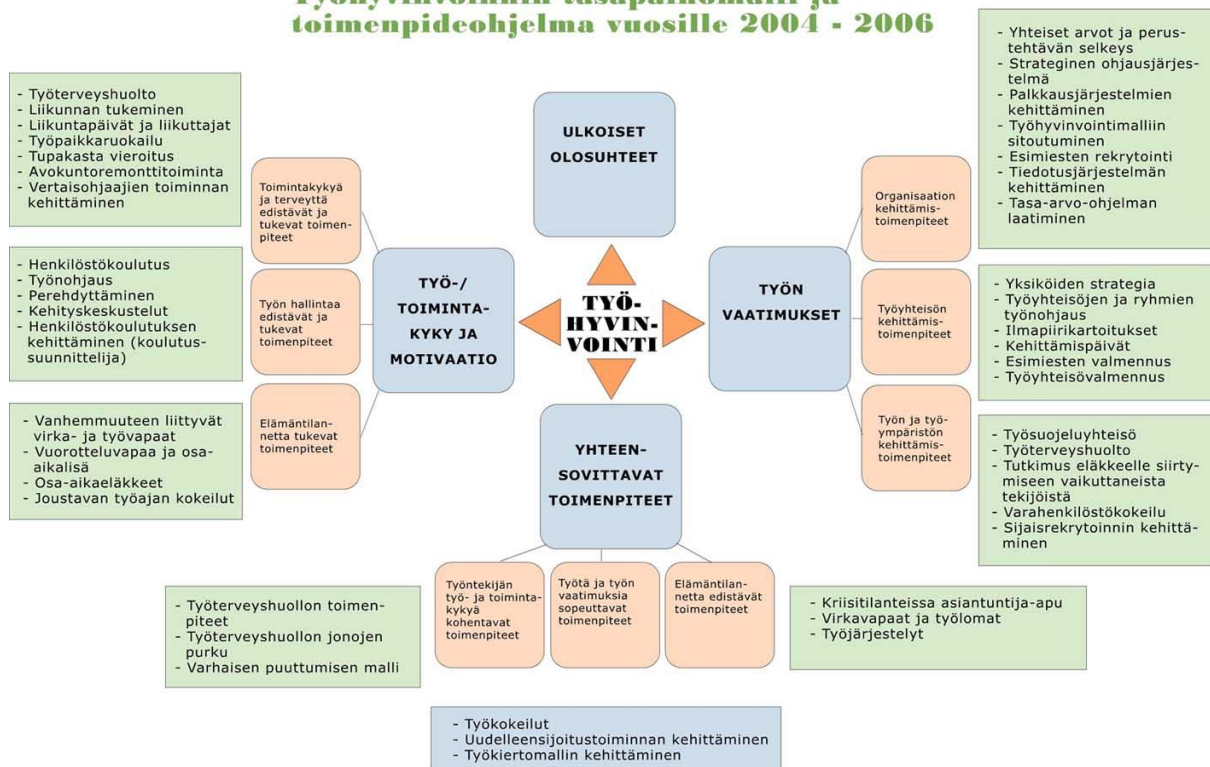 Työhyvinvoinnin tasapainomalli ja
toimenpideohjelma vuosille 2004 - 2006
- Työterveyshuolto
- Liikunnan tukeminen
- Liikuntapäivät ja liikuttajat
- Työpaikkaruokailu
- Tupakasta vieroitus
- Avokuntoremonttitoiminta
- Vertaisohjaajien toiminnan
kehittäminen
- Henkilöstökoulutus
- Työnohjaus
- Perehdyttäminen
- Kehityskeskustelut
- Henkilöstökoulutuksen
kehittäminen (koulutus-
suunnittelija)
- Vanhemmuuteen liittyvät
virka- ja työvapaat
- Vuorotteluvapaa ja osa-
aikalisä
- Osa-aikaeläkkeet
- Joustavan työajan kokeilut
Toimintakykyä
ja terveyttä
edistävät ja
tukevat toimen-
piteet
Työn hallintaa
edistävät ja
tukevat
toimenpiteet
Elämäntilan-
netta tukevat
toimenpiteet
TYÖ-/
TOIMINTA-
KYKY JA
MOTIVAATIO
ULKOISET
OLOSUHTEET
TYÖ-
HYVIN-
VOINTI
TYÖN
VAATIMUKSET
Organisaation
kehittämis-
toimenpiteet
Työyhteisön
kehittämis-
toimenpiteet
Työn ja työ-
ympäristön
kehittämis-
toimenpiteet
- Yhteiset arvot ja perus-
tehtävän selkeys
- Strateginen ohjausjärjes-
telmä
- Palkkausjärjestelmien
kehittäminen
- Työhyvinvointimalliin
sitoutuminen
- Esimiesten rekrytointi
- Tiedotusjärjestelmän
kehittäminen
- Tasa-arvo-ohjelman
laatiminen
- Yksiköiden strategia
- Työyhteisöjen ja ryhmien
työnohjaus
- Ilmapiirikartoitukset
- Kehittämispäivät
- Esimiesten valmennus
- Työyhteisövalmennus
- Työsuojeluyhteisö
- Työterveyshuolto
- Tutkimus eläkkeelle siirty-
miseen vaikuttaneista
tekijöistä
- Varahenkilöstökokeilu
- Sijaisrekrytoinnin kehittä-
minen
YHTEEN-
SOVITTAVAT
TOIMENPITEET
Työntekijän
työ- ja toiminta-
kykyä
kohentavat
toimenpiteet
Työtä ja työn
vaatimuksia
sopeuttavat
toimenpiteet
Elämäntilan-
netta edistävät
toimenpiteet
- Työterveyshuollon toimen-
piteet
- Työterveyshuollon jonojen
purku
- Varhaisen puuttumisen malli
- Kriisitilanteissa asiantuntija-apu
- Virkavapaat ja työlomat
- Työjärjestelyt
- Työkokeilut
- Uudelleensijoitustoiminnan kehittäminen
- Työkiertomallin kehittäminen